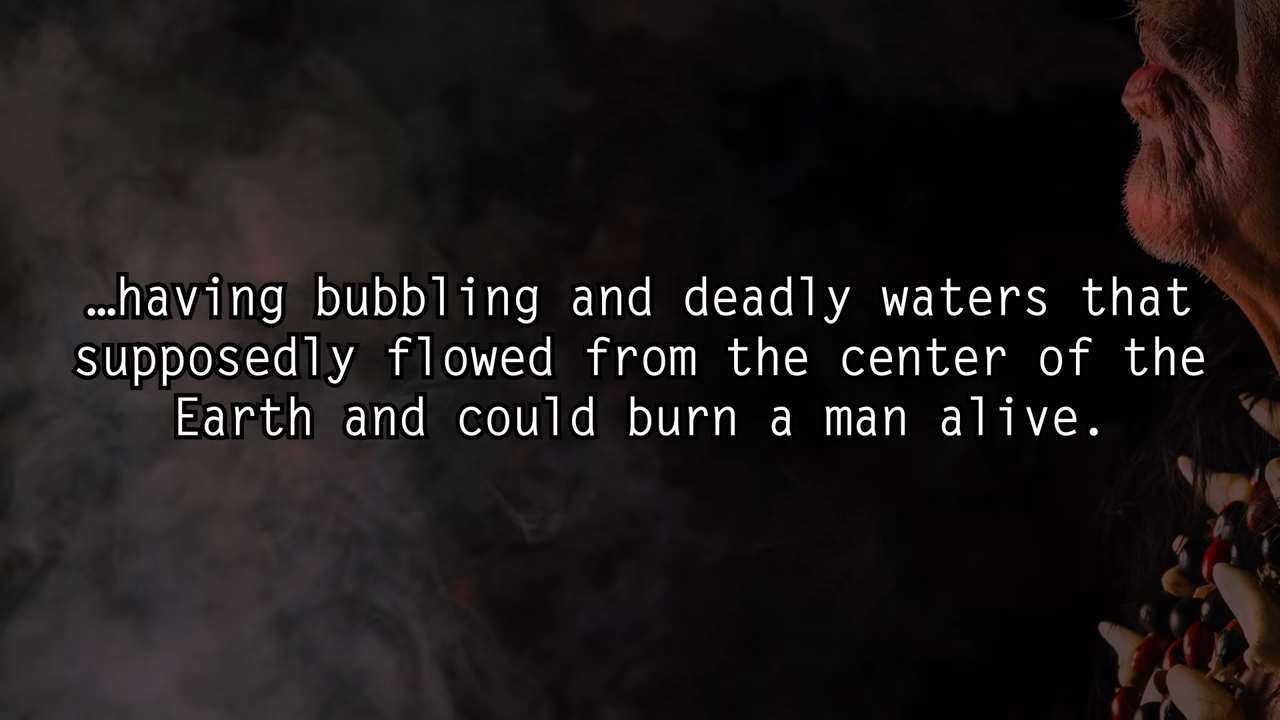 …having bubbling and deadly waters that
supposedly flowed from the center of the
Earth and could burn a man alive.